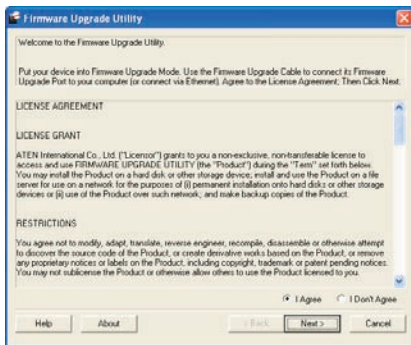 Firmware Upgrade Utility
Welcome to the Firmware Upgrade Utility.
Put your device into Firmware Upgrade Mode. Use the Firmware Upgrade Cable to connect its Firmware
Upgrade Port to your computer (or connect via Ethernet). Agree to the License Agreement; Then Click Next.
LICENSE AGREEMENT
LICENSE GRANT
ATEN International Co., Ltd. ("Licensor") grants to you a non-exclusive, non-transferable license to
access and use FIRMWARE UPGRADE UTILITY (the "Product") during the "Term" set forth below.
You may install the Product on a hard disk or other storage device; install and use the Product on a file
server for use on a network for the purposes of (i) permanent installation onto hard disks or other storage
devices or (ii) use of the Product over such network; and make backup copies of the Product.
RESTRICTIONS
You agree not to modify, adapt, translate, reverse engineer, recompile, disassemble or otherwise attempt
to discover the source code of the Product, or create derivative works based on the Product, or remove
any proprietary notices or labels on the Product, including copyright, trademark or patent pending notices.
You may not sublicense the Product or otherwise allow others to use the Product licensed to you.
I Agree I Don't Agree
Help About < Back Next > Cancel